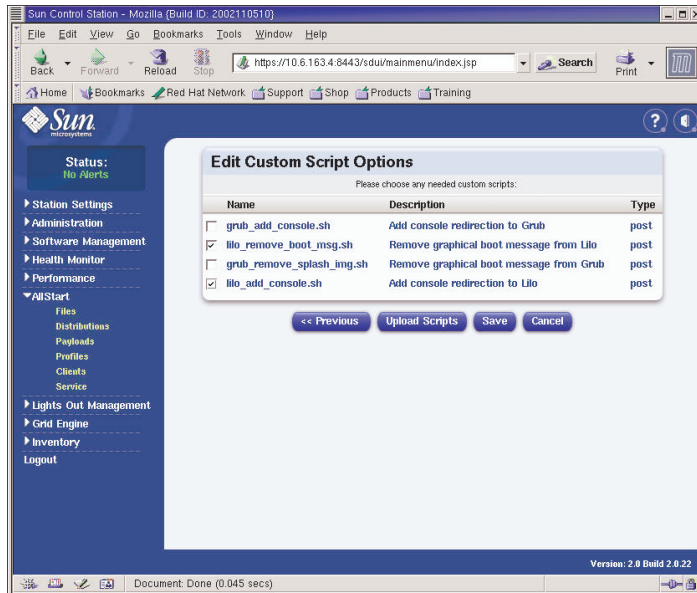 Sun Control Station - Mozilla {Build ID: 2002110510}
File Edit View Go Bookmarks Tools Window Help
Back Forward Reload Stop https://10.6.163.4:8443/sdui/mainmenu/index.jsp Search Print
Home Bookmarks Red Hat Network Support Shop Products Training
Sun
microsystems
Status:
No Alerts
Station Settings
Administration
Software Management
Health Monitor
Performance
AllStart
Files
Distributions
Payloads
Profiles
Clients
Service
Lights Out Management
Grid Engine
Inventory
Logout
Edit Custom Script Options
Please choose any needed custom scripts:
Name Description Type
grub_add_console.sh Add console redirection to Grub post
lilo_remove_boot_msg.sh Remove graphical boot message from Lilo post
grub_remove_splash_img.sh Remove graphical boot message from Grub post
lilo_add_console.sh Add console redirection to Lilo post
<< Previous Upload Scripts Save Cancel
Version: 2.0 Build 2.0.22
Document: Done (0.045 secs)